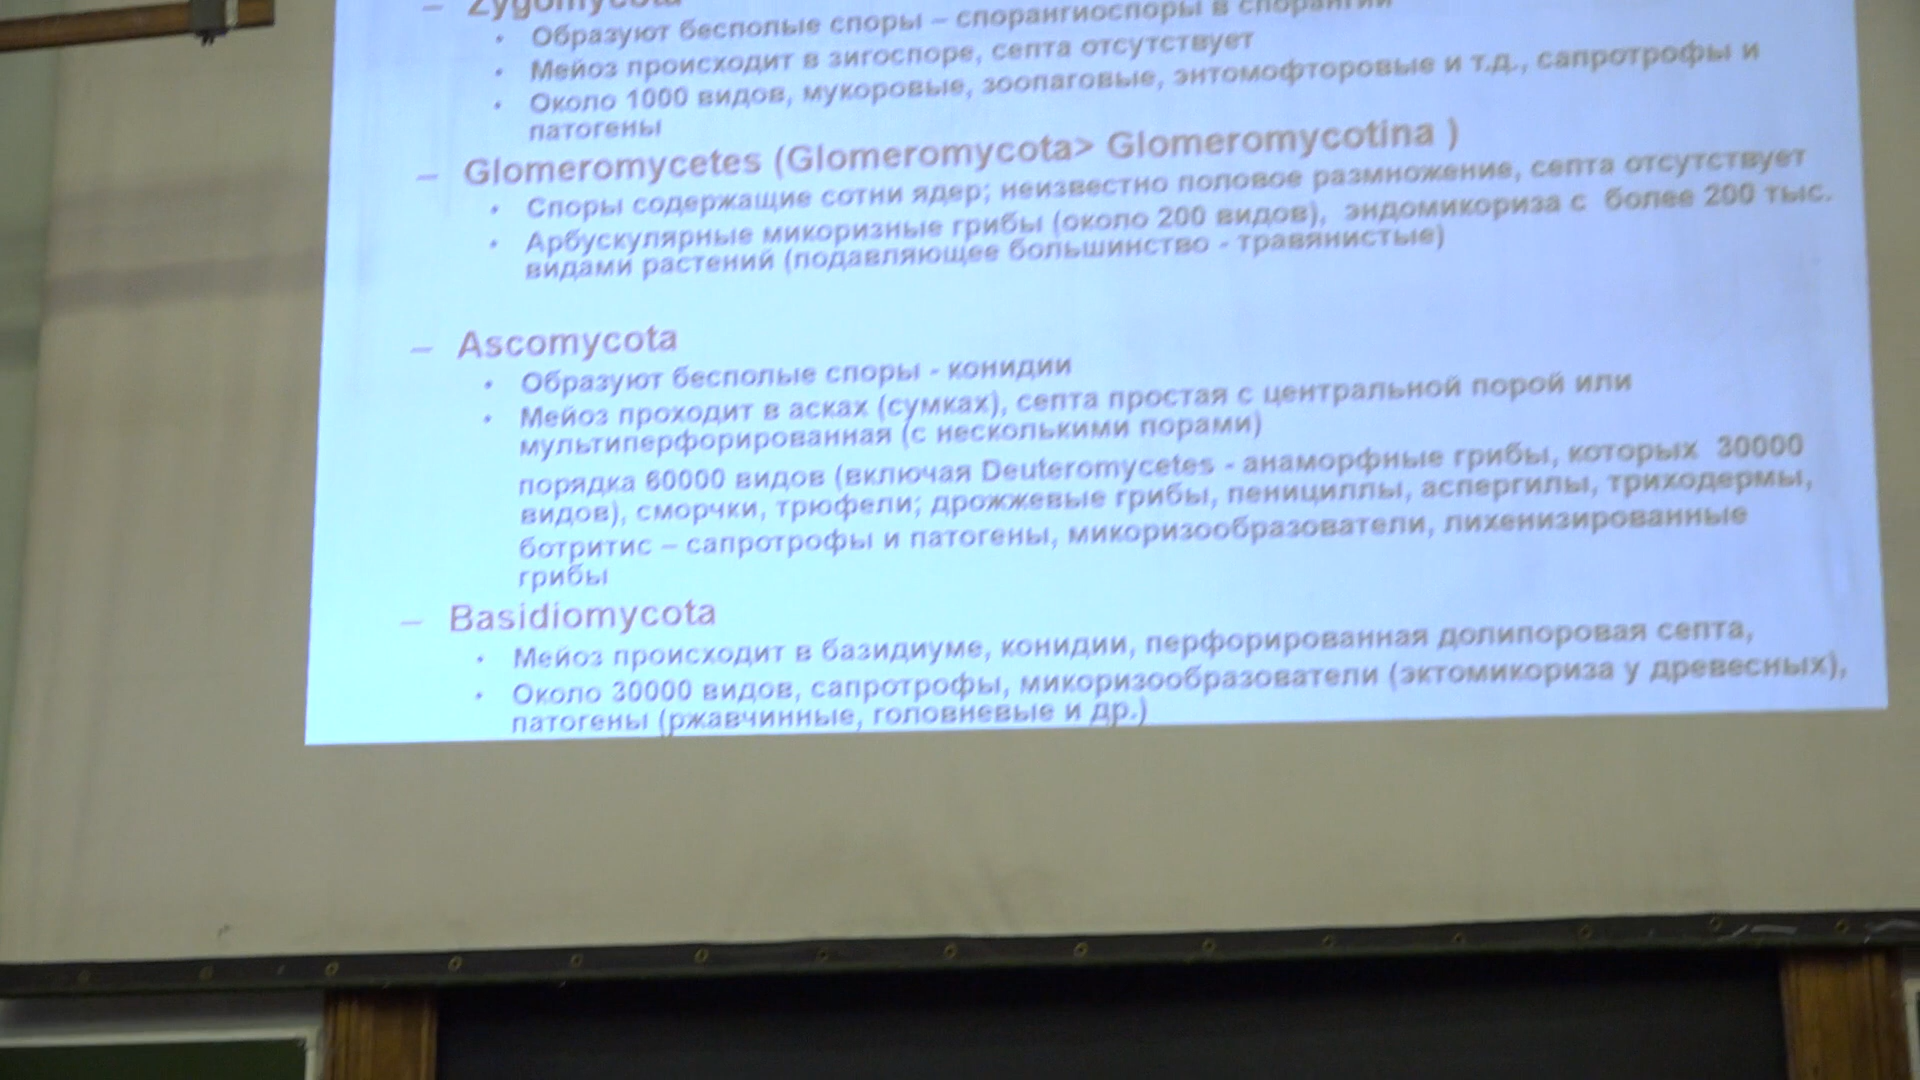 – Zygomycota
• Образуют бесполые споры – спорангиоспоры в спорангии
• Мейоз происходит в зигоспоре, септа отсутствует
• Около 1000 видов, мукоровые, зоопаговые, энтомофторовые и т.д., сапротрофы и
патогены
– Glomeromycetes (Glomeromycota> Glomeromycotina )
• Споры содержащие сотни ядер; неизвестно половое размножение, септа отсутствует
• Арбускулярные микоризные грибы (около 200 видов), эндомикориза с более 200 тыс.
видами растений (подавляющее большинство - травянистые)
– Ascomycota
• Образуют бесполые споры - конидии
• Мейоз проходит в асках (сумках), септа простая с центральной порой или
мультиперфорированная (с несколькими порами)
порядка 60000 видов (включая Deuteromycetes - анаморфные грибы, которых 30000
видов), сморчки, трюфели; дрожжевые грибы, пенициллы, аспергилы, триходермы,
ботритис – сапротрофы и патогены, микоризообразователи, лихенизированные
грибы
– Basidiomycota
• Мейоз происходит в базидиуме, конидии, перфорированная долипоровая септа,
• Около 30000 видов, сапротрофы, микоризообразователи (эктомикориза у древесных),
патогены (ржавчинные, головневые и др.)